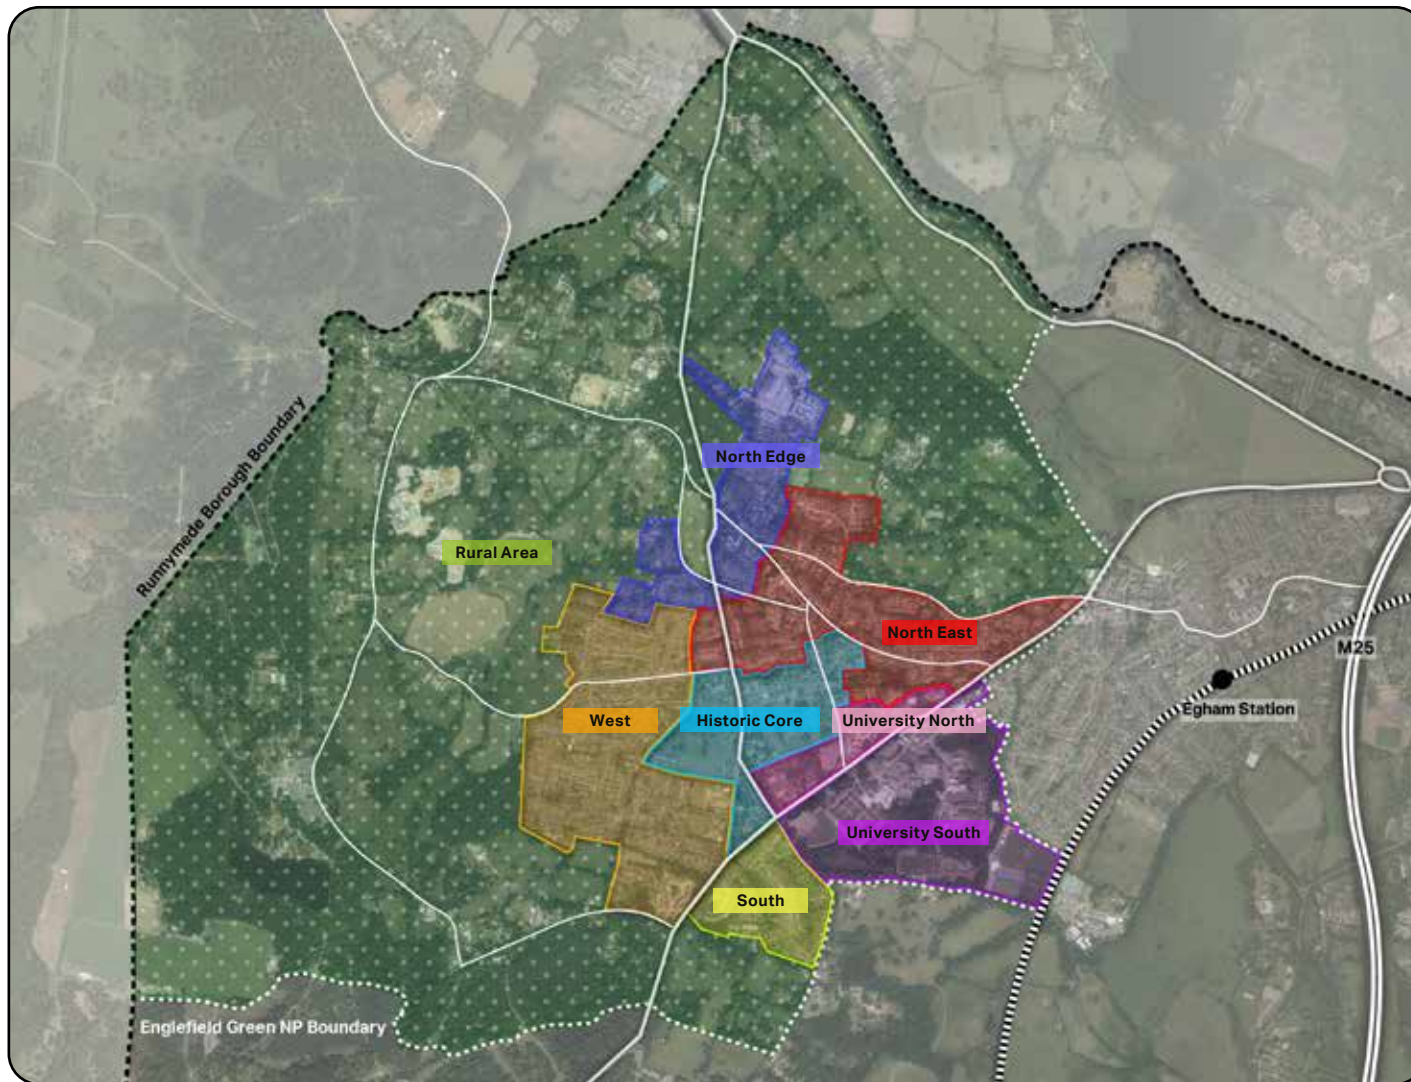 Runnymede Borough Boundary
North Edge
Rural Area
North East
M25
Egham Station
West
Historic Core
University North
University South
South
Englefield Green NP Boundary